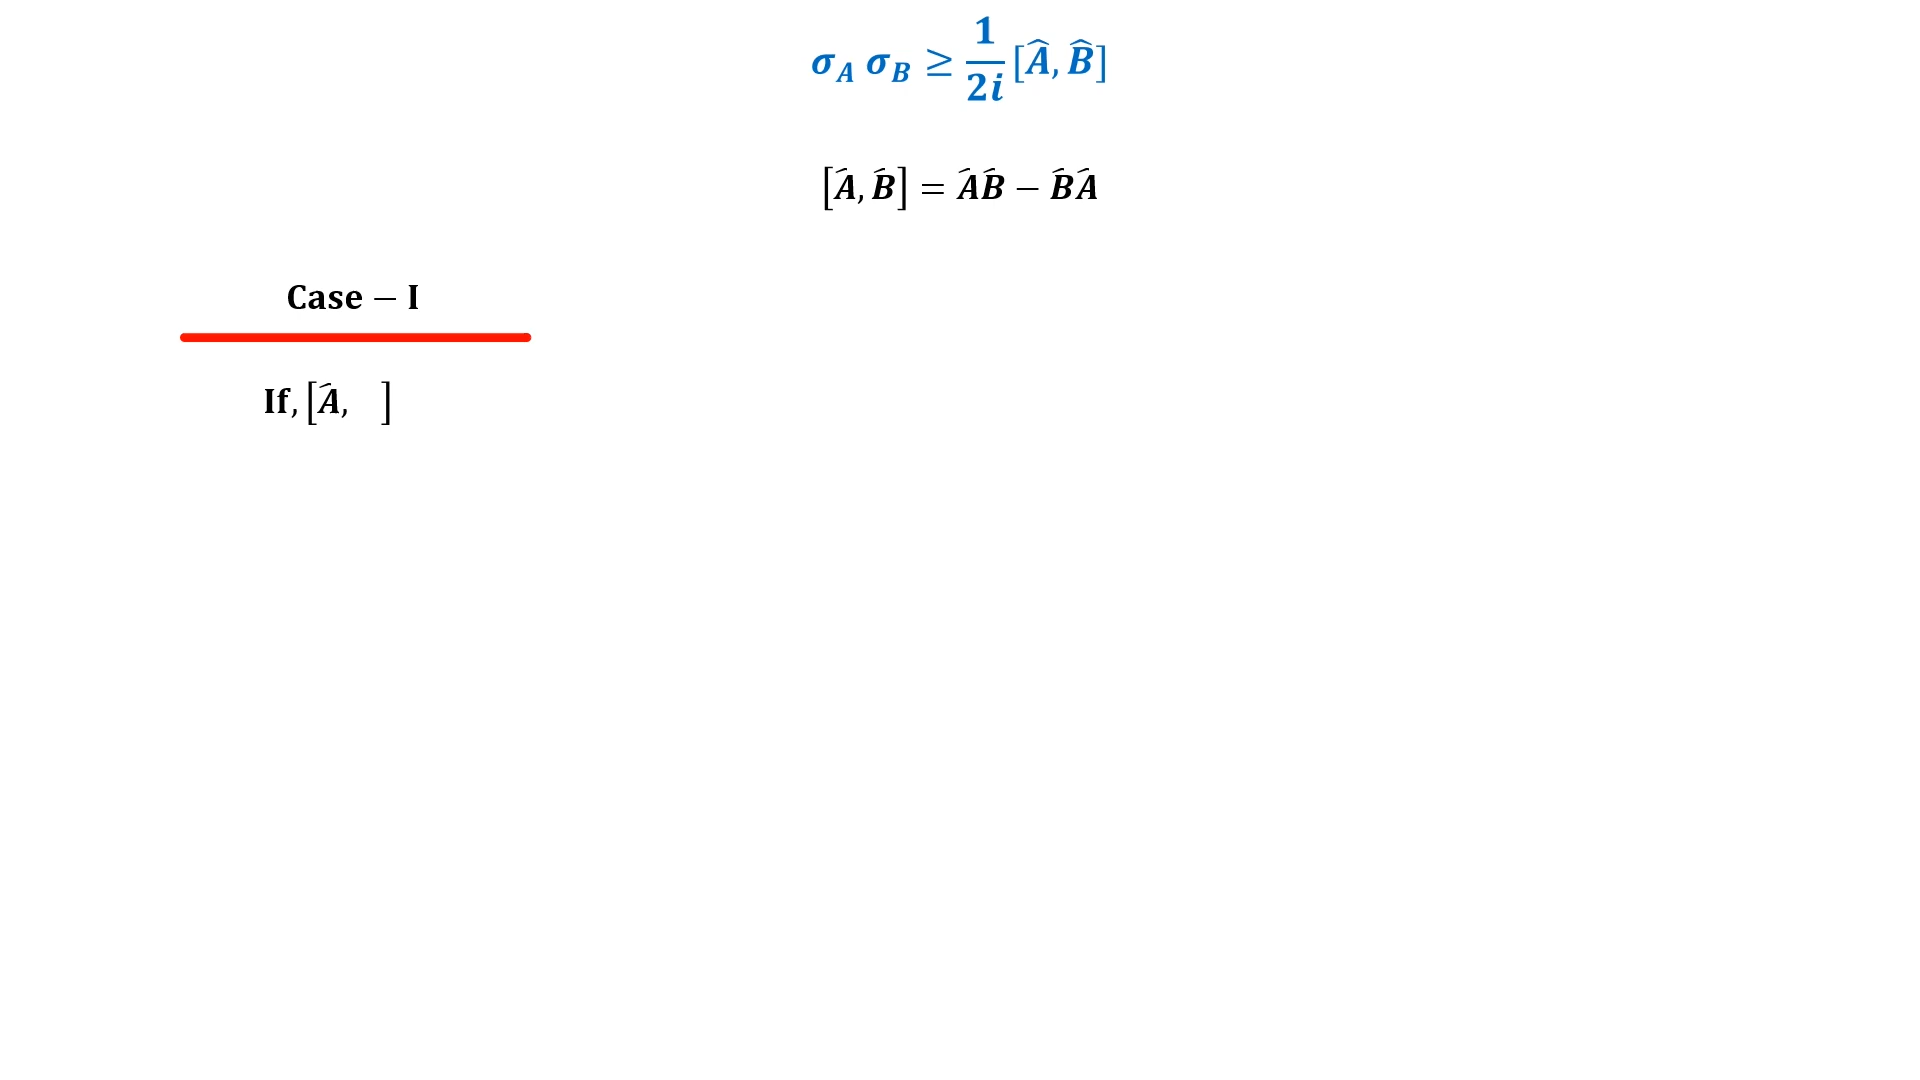 σ_A σ_B ≥ 1/2i [Â, B̂]
[Á, B́] = ÁB́ − B́Á
Case − I
If, [Á, ]